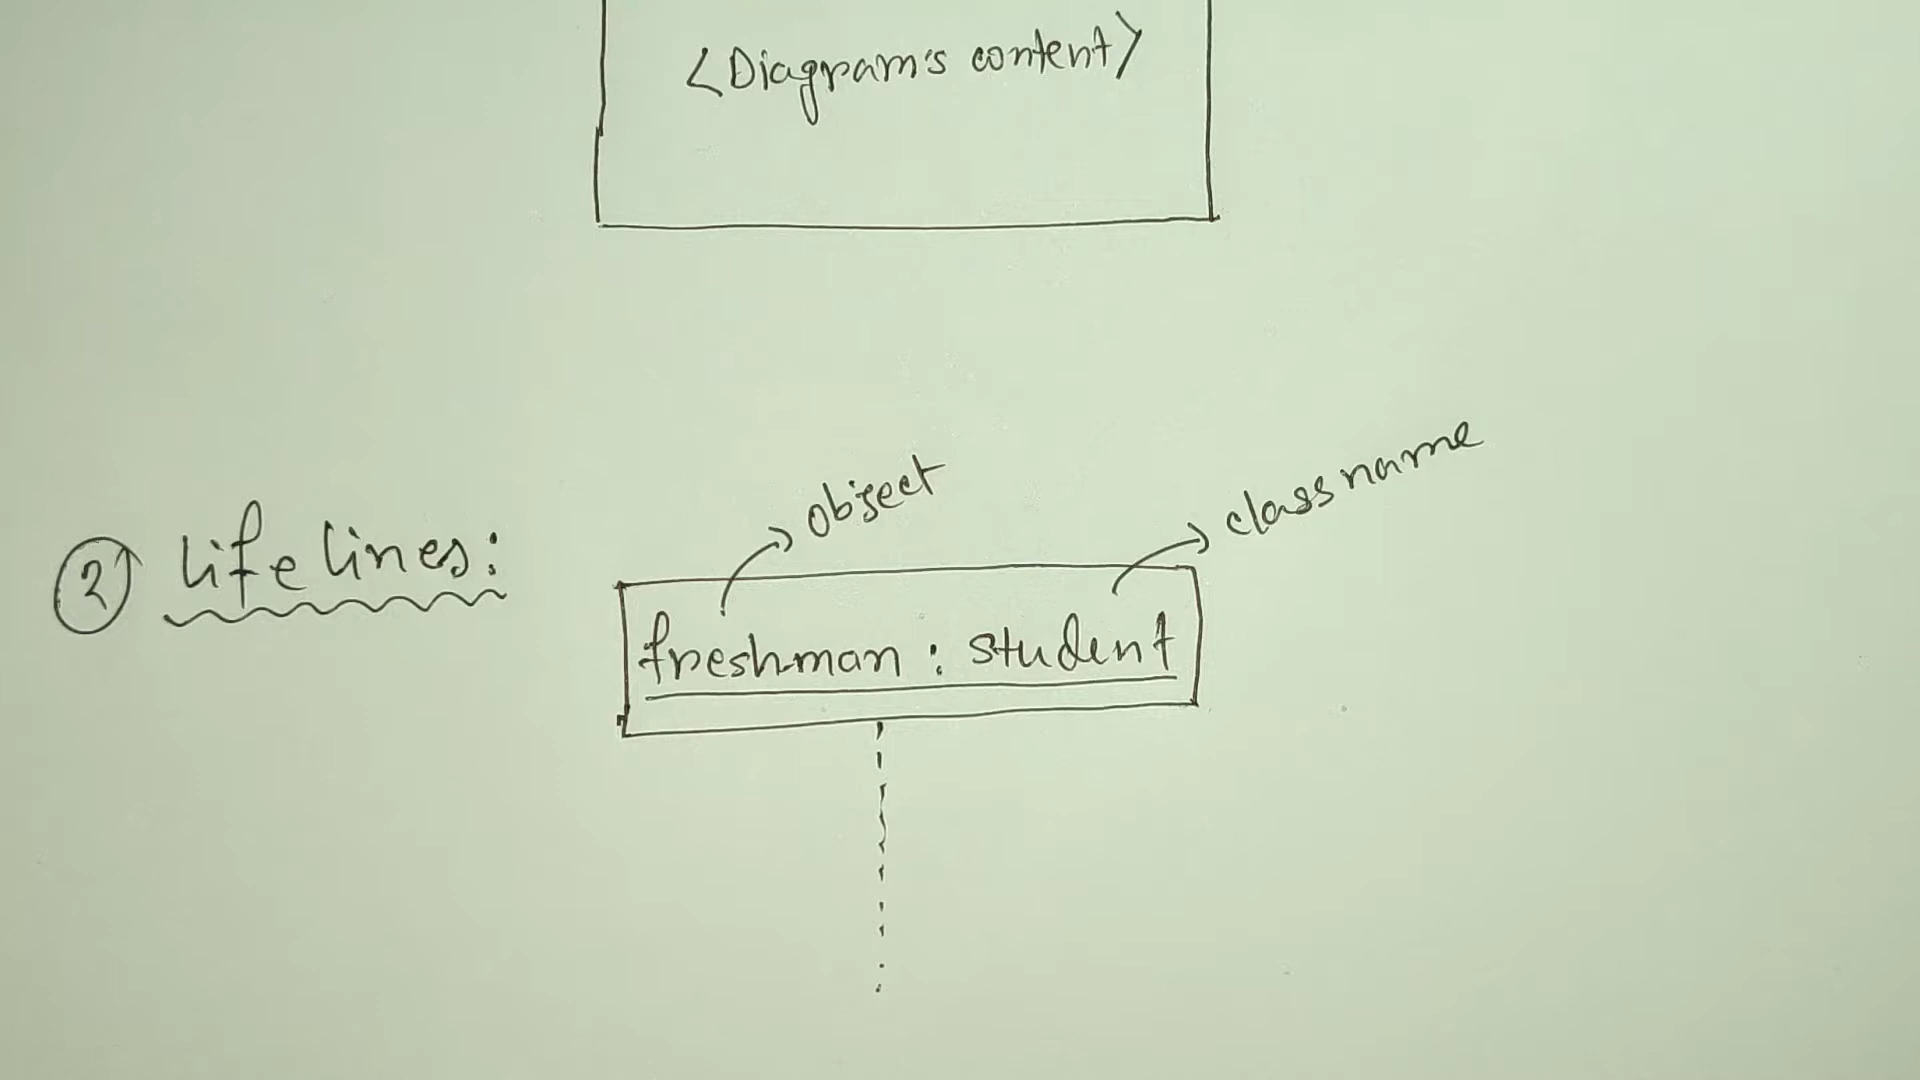 <Diagram's content>
object
class name
2 lifelines:
freshman : student